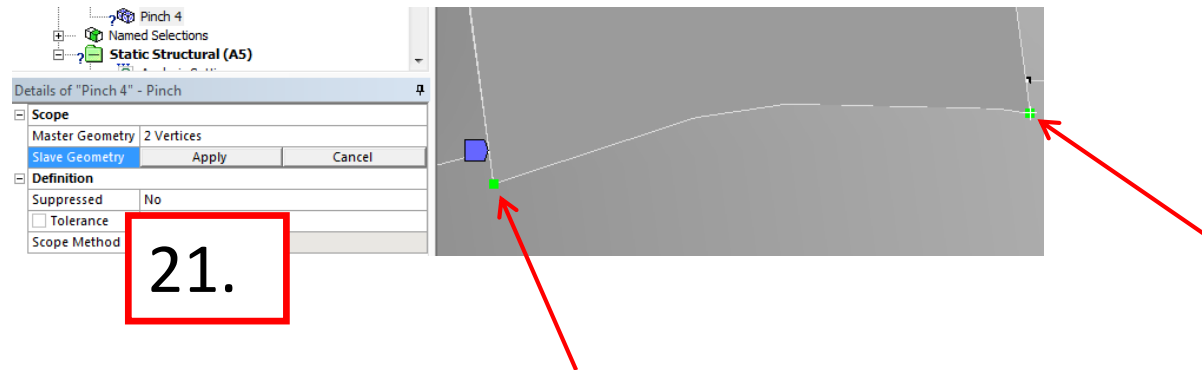 Pinch 4
Named Selections
Static Structural (A5)
Details of "Pinch 4" - Pinch
Scope
Master Geometry 2 Vertices
Slave Geometry Apply Cancel
Definition
Suppressed No
Tolerance
Scope Method
21.